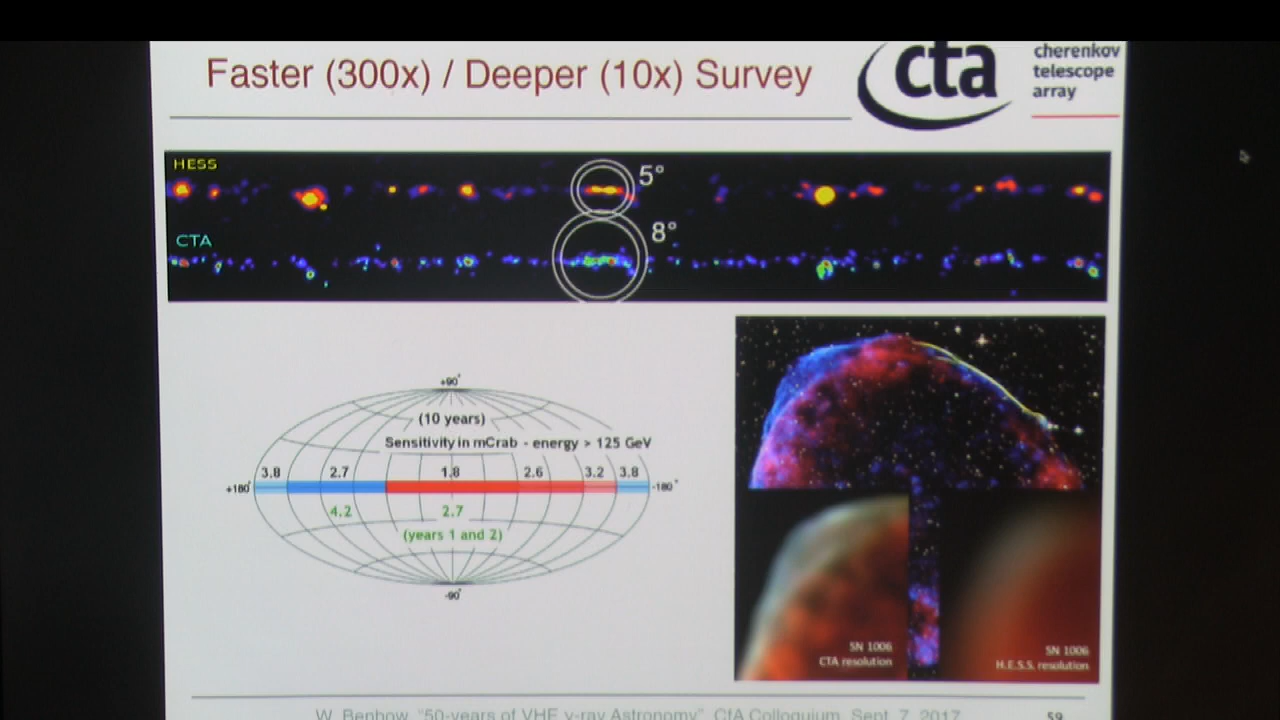 Faster (300x) / Deeper (10x) Survey
cta
cherenkov
telescope
array
HESS
5°
CTA
8°
+90°
(10 years)
Sensitivity in mCrab - energy > 125 GeV
3.8 2.7 1.8 2.6 3.2 3.8
+180° -180°
4.2 2.7
(years 1 and 2)
-90°
SN 1006
CTA resolution
SN 1006
H.E.S.S. resolution
W. Benbow, "50-years of VHE γ-ray Astronomy", CfA Colloquium, Sept. 7, 2017 59